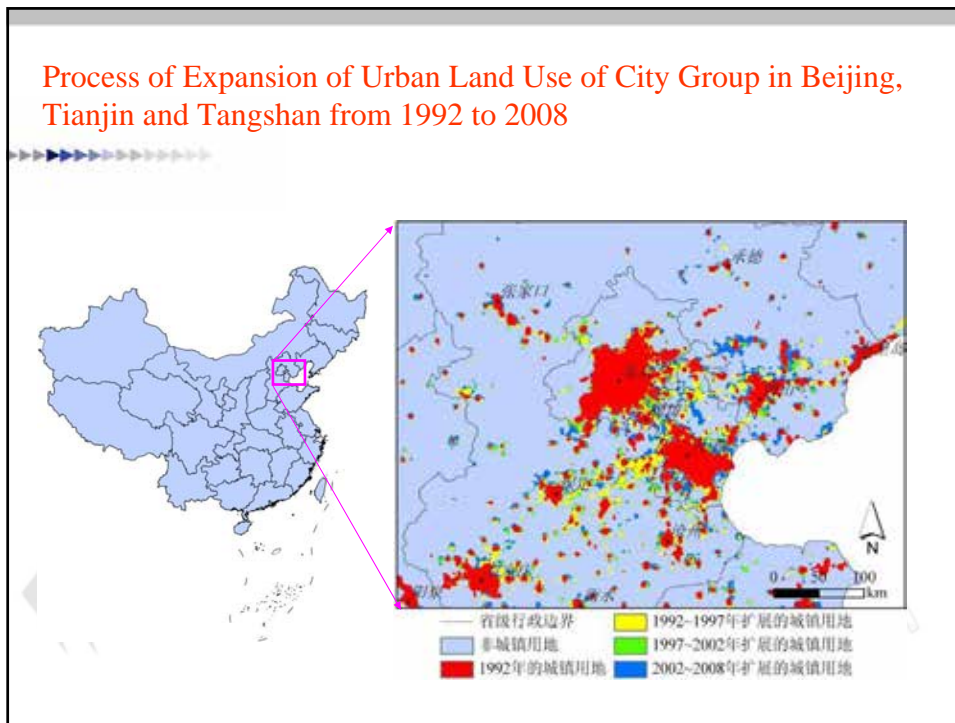 Process of Expansion of Urban Land Use of City Group in Beijing,
Tianjin and Tangshan from 1992 to 2008
承德
张家口
N
0 50 100
km
省级行政边界
非城镇用地
1992年的城镇用地
1992~1997年扩展的城镇用地
1997~2002年扩展的城镇用地
2002~2008年扩展的城镇用地